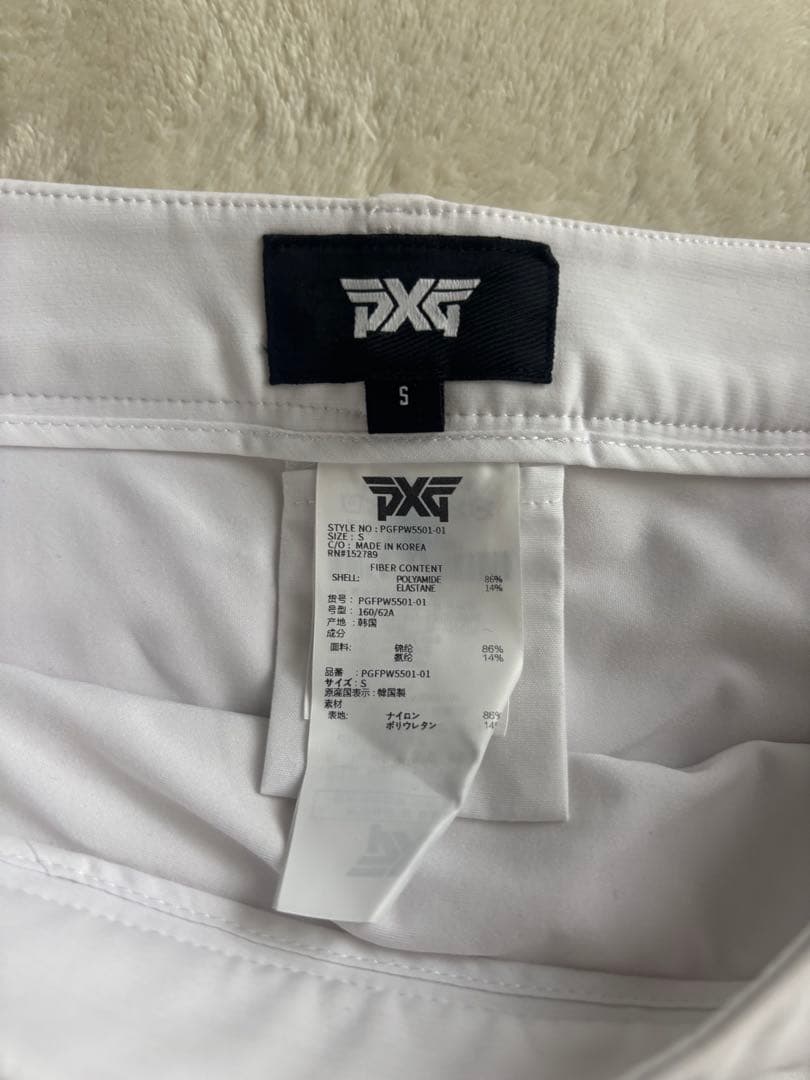 PXG
S
PXG
STYLE NO : PGFPW5501-01
SIZE : S
C/O : MADE IN KOREA
RN#152789
FIBER CONTENT
SHELL: POLYAMIDE 86%
ELASTANE 14%
货号 : PGFPW5501-01
号型 : 160/62A
产地 : 韩国
成分
面料: 锦纶 86%
氨纶 14%
品番 : PGFPW5501-01
サイズ : S
原産国表示 : 韓国製
素材
表地: ナイロン 86%
ポリウレタン 14